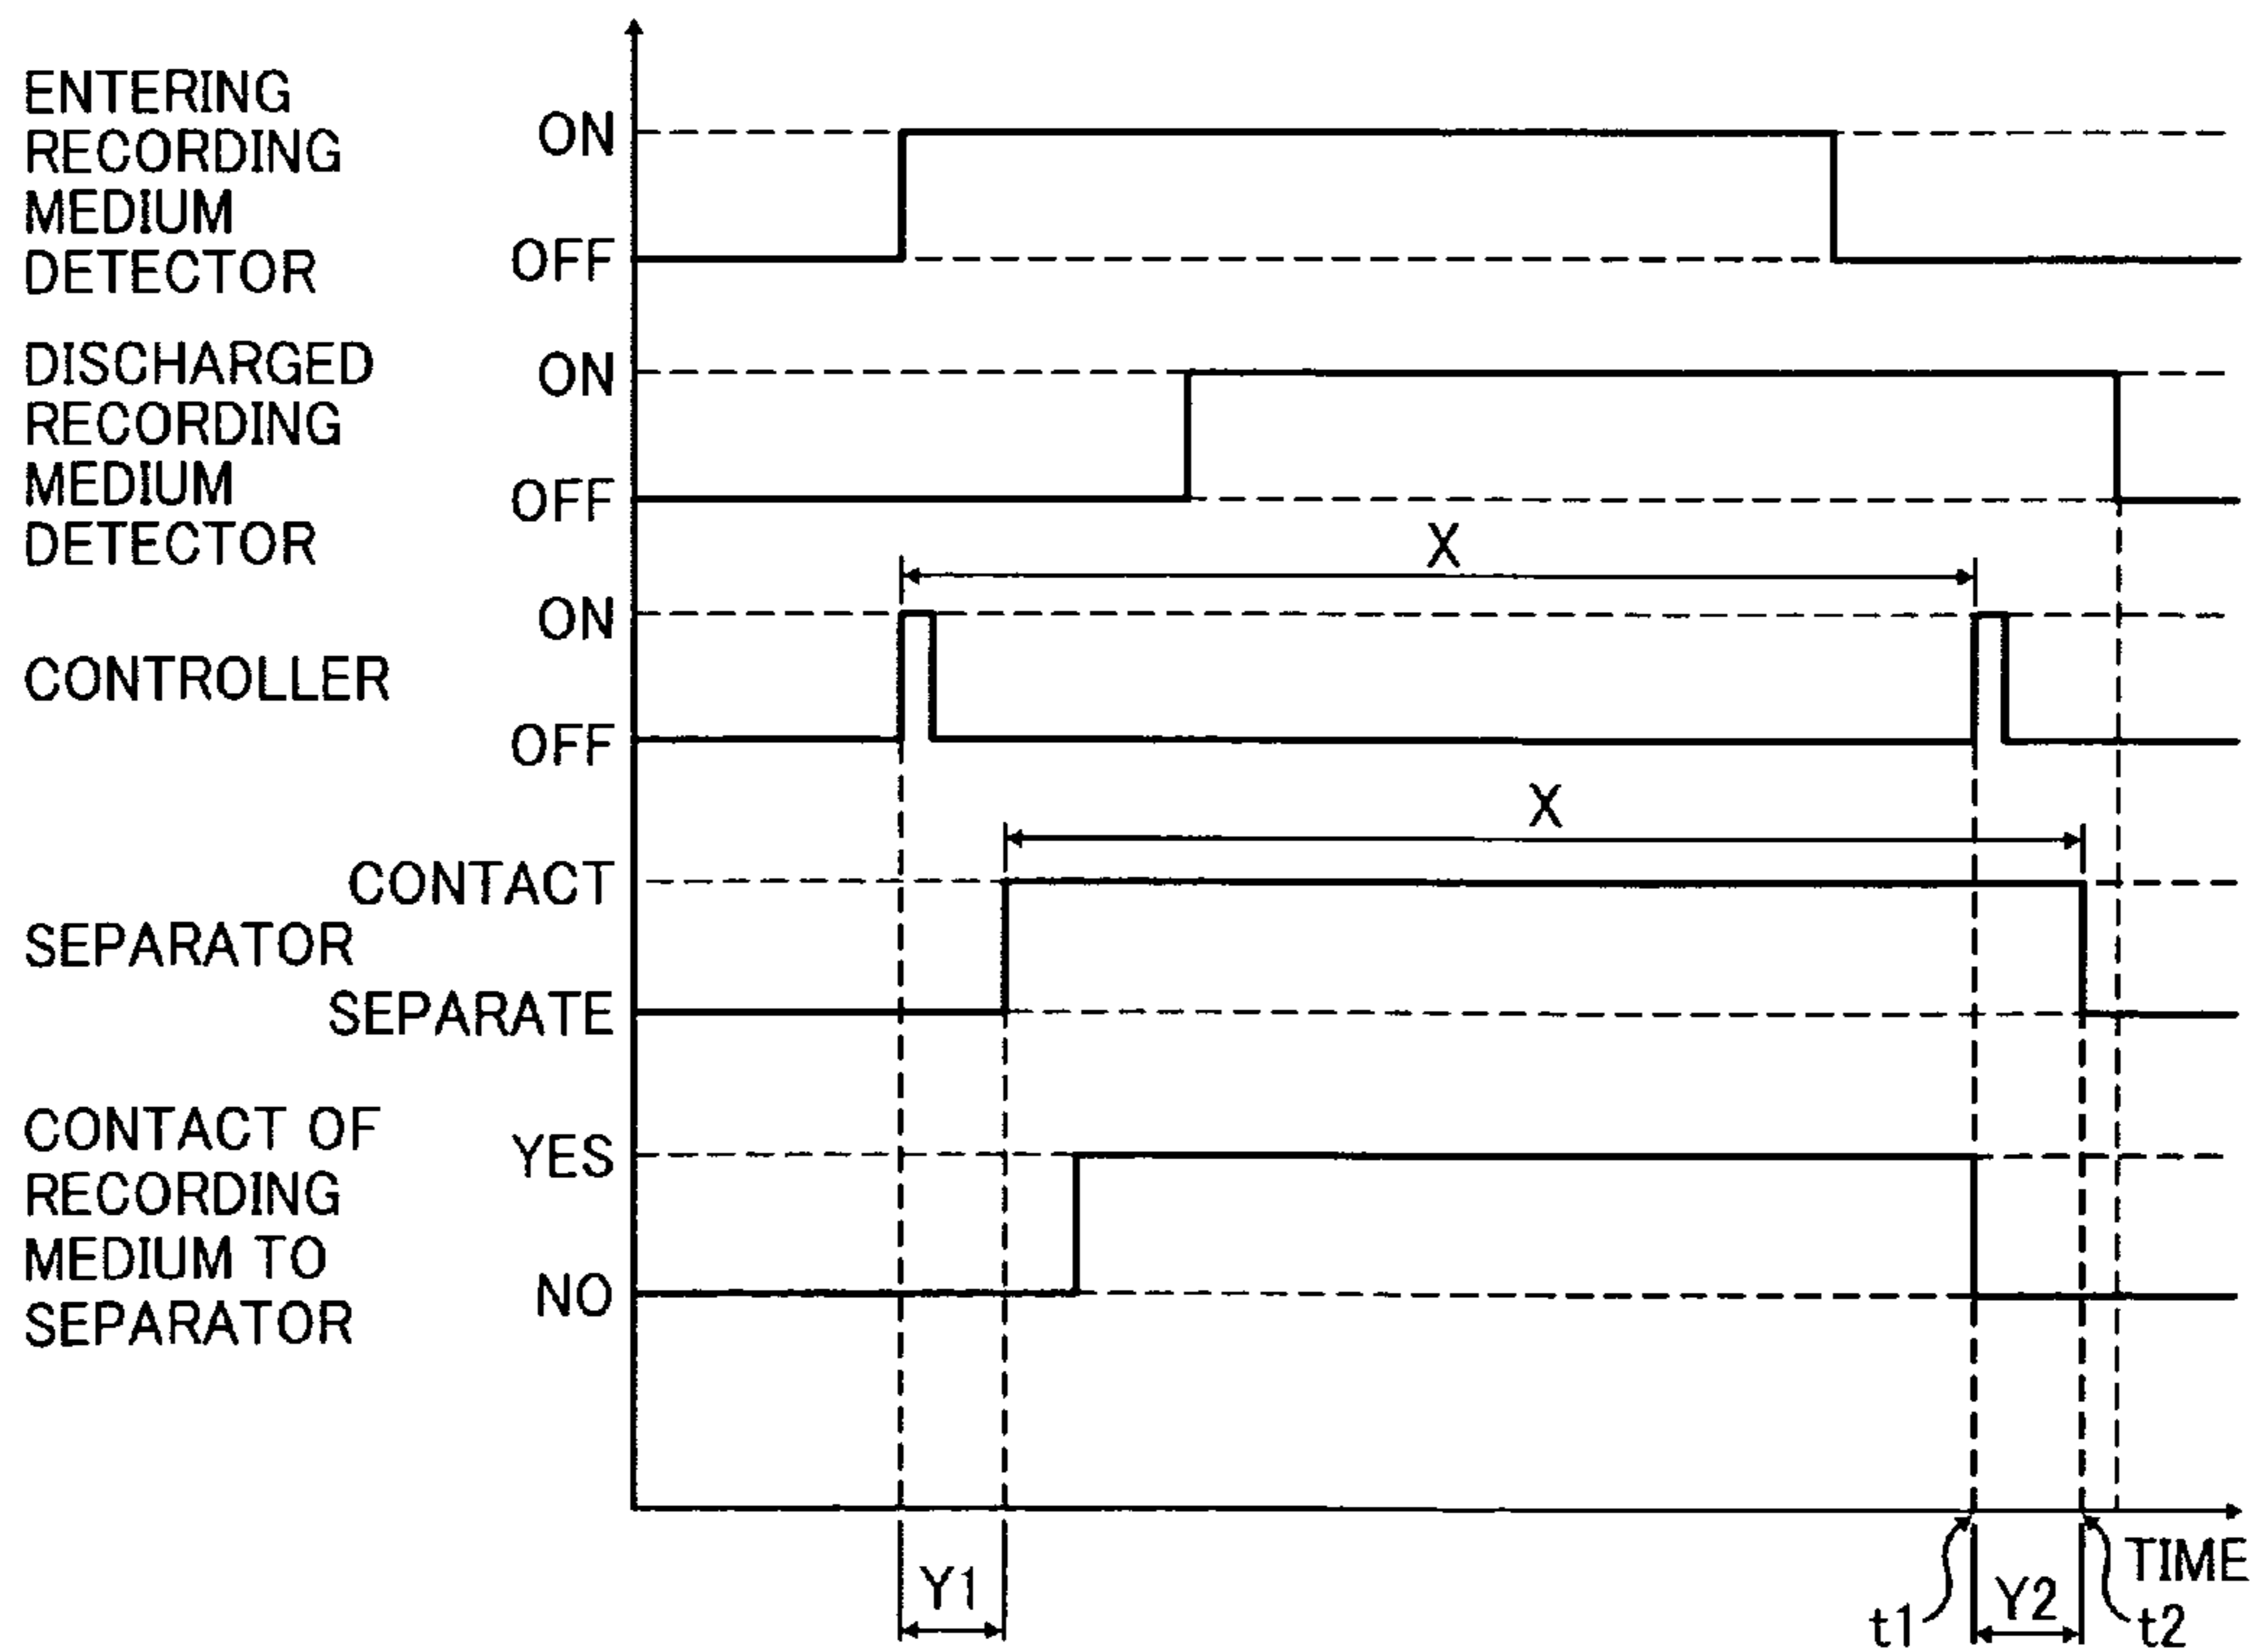 ENTERING
RECORDING
MEDIUM
DETECTOR
ON
OFF
DISCHARGED
RECORDING
MEDIUM
DETECTOR
ON
OFF
X
CONTROLLER
ON
OFF
X
SEPARATOR
CONTACT
SEPARATE
CONTACT OF
RECORDING
MEDIUM TO
SEPARATOR
YES
NO
TIME
Y1
t1
Y2
t2